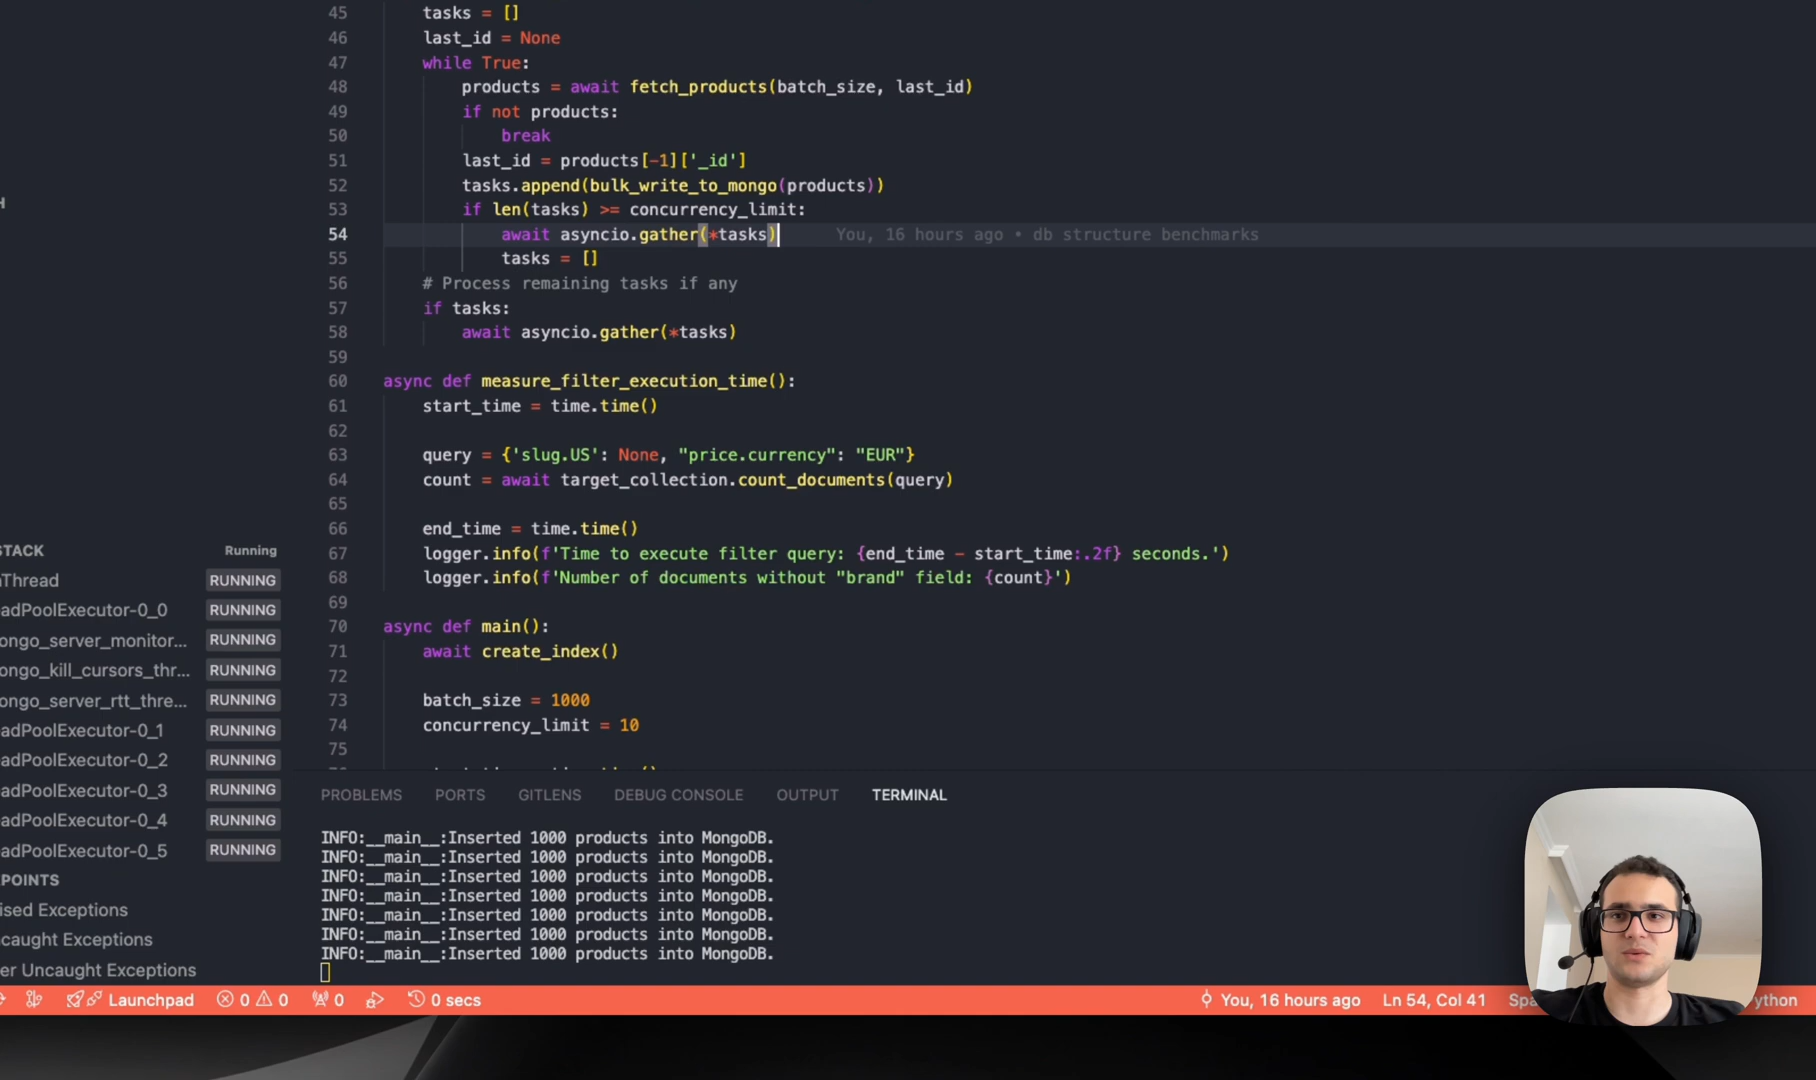 45 tasks = []
46 last_id = None
47 while True:
48 products = await fetch_products(batch_size, last_id)
49 if not products:
50 break
51 last_id = products[-1]['_id']
52 tasks.append(bulk_write_to_mongo(products))
53 if len(tasks) >= concurrency_limit:
54 await asyncio.gather(*tasks) You, 16 hours ago • db structure benchmarks
55 tasks = []
56 # Process remaining tasks if any
57 if tasks:
58 await asyncio.gather(*tasks)
59
60 async def measure_filter_execution_time():
61 start_time = time.time()
62
63 query = {'slug.US': None, "price.currency": "EUR"}
64 count = await target_collection.count_documents(query)
65
66 end_time = time.time()
67 logger.info(f'Time to execute filter query: {end_time - start_time:.2f} seconds.')
68 logger.info(f'Number of documents without "brand" field: {count}')
69
70 async def main():
71 await create_index()
72
73 batch_size = 1000
74 concurrency_limit = 10
75
H
STACK Running
nThread RUNNING
adPoolExecutor-0_0 RUNNING
ongo_server_monitor... RUNNING
ongo_kill_cursors_thr... RUNNING
ongo_server_rtt_thre... RUNNING
adPoolExecutor-0_1 RUNNING
adPoolExecutor-0_2 RUNNING
adPoolExecutor-0_3 RUNNING
adPoolExecutor-0_4 RUNNING
adPoolExecutor-0_5 RUNNING
POINTS
ised Exceptions
caught Exceptions
er Uncaught Exceptions
PROBLEMS PORTS GITLENS DEBUG CONSOLE OUTPUT TERMINAL
INFO:__main__:Inserted 1000 products into MongoDB.
INFO:__main__:Inserted 1000 products into MongoDB.
INFO:__main__:Inserted 1000 products into MongoDB.
INFO:__main__:Inserted 1000 products into MongoDB.
INFO:__main__:Inserted 1000 products into MongoDB.
INFO:__main__:Inserted 1000 products into MongoDB.
INFO:__main__:Inserted 1000 products into MongoDB.
Launchpad 0 0 0 0 secs You, 16 hours ago Ln 54, Col 41 Spa ython